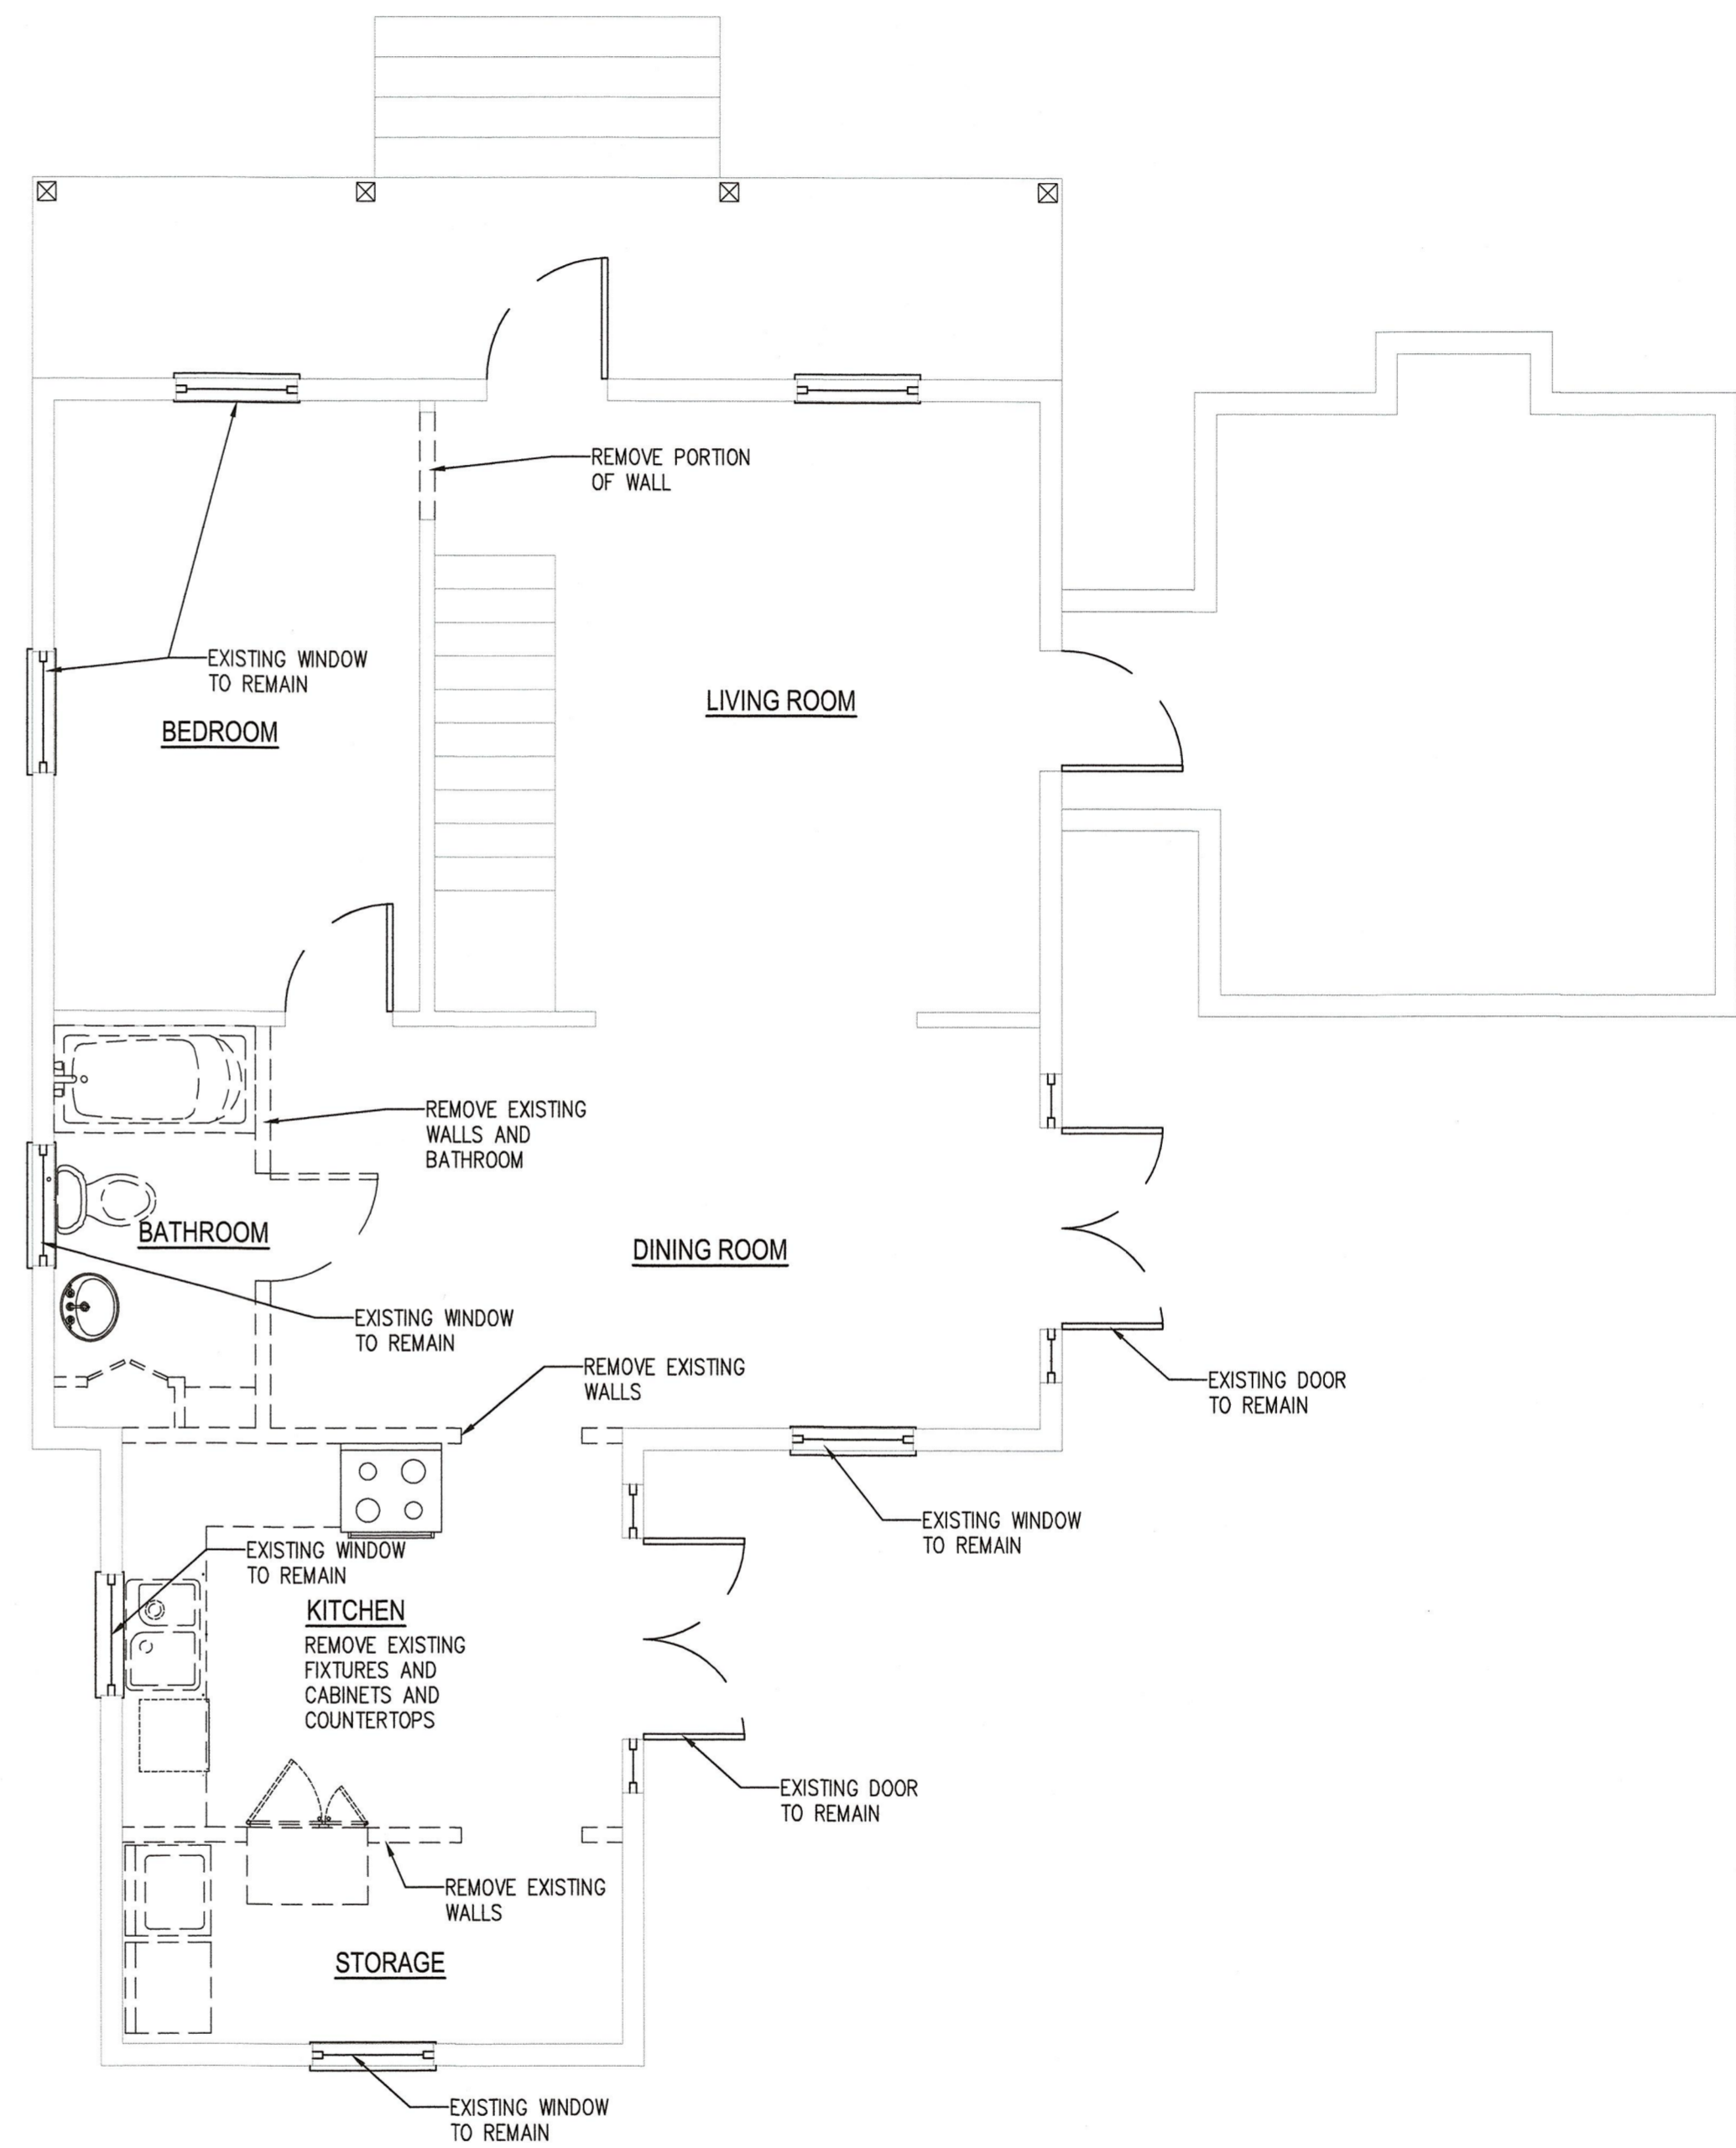 REMOVE PORTION
OF WALL
EXISTING WINDOW
TO REMAIN
BEDROOM
LIVING ROOM
REMOVE EXISTING
WALLS AND
BATHROOM
BATHROOM
DINING ROOM
EXISTING WINDOW
TO REMAIN
REMOVE EXISTING
WALLS
EXISTING DOOR
TO REMAIN
EXISTING WINDOW
TO REMAIN
EXISTING WINDOW
TO REMAIN
KITCHEN
REMOVE EXISTING
FIXTURES AND
CABINETS AND
COUNTERTOPS
EXISTING DOOR
TO REMAIN
REMOVE EXISTING
WALLS
STORAGE
EXISTING WINDOW
TO REMAIN